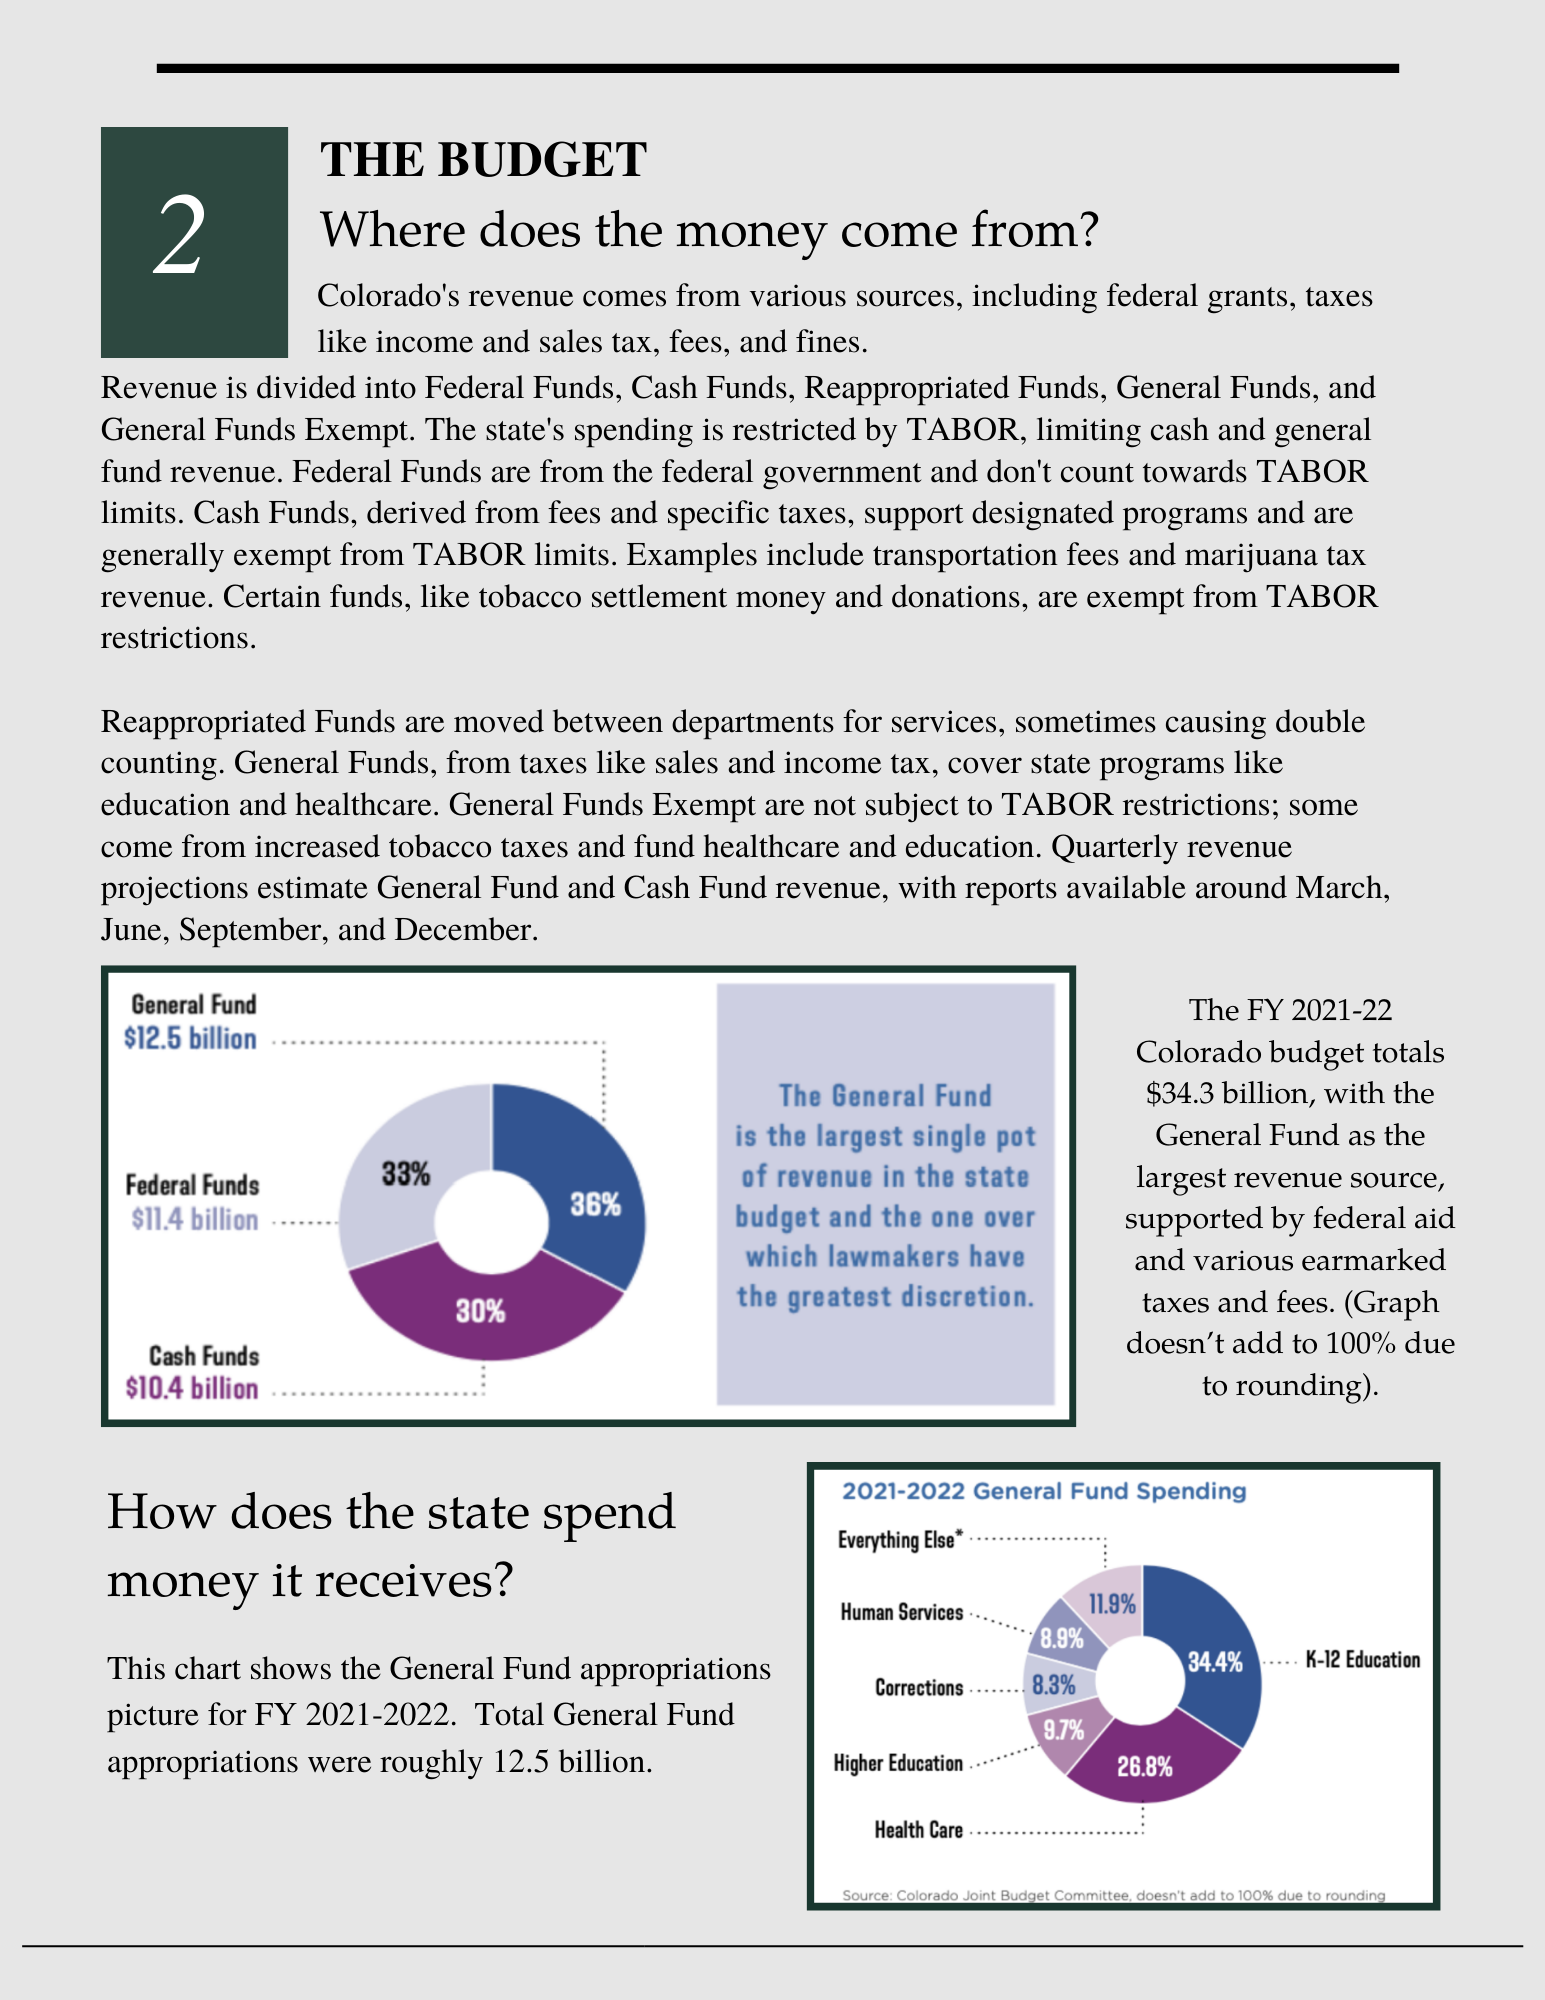 2
THE BUDGET
Where does the money come from?
Colorado's revenue comes from various sources, including federal grants, taxes
like income and sales tax, fees, and fines.
Revenue is divided into Federal Funds, Cash Funds, Reappropriated Funds, General Funds, and
General Funds Exempt. The state's spending is restricted by TABOR, limiting cash and general
fund revenue. Federal Funds are from the federal government and don't count towards TABOR
limits. Cash Funds, derived from fees and specific taxes, support designated programs and are
generally exempt from TABOR limits. Examples include transportation fees and marijuana tax
revenue. Certain funds, like tobacco settlement money and donations, are exempt from TABOR
restrictions.
Reappropriated Funds are moved between departments for services, sometimes causing double
counting. General Funds, from taxes like sales and income tax, cover state programs like
education and healthcare. General Funds Exempt are not subject to TABOR restrictions; some
come from increased tobacco taxes and fund healthcare and education. Quarterly revenue
projections estimate General Fund and Cash Fund revenue, with reports available around March,
June, September, and December.
General Fund
$12.5 billion
Federal Funds
$11.4 billion
Cash Funds
$10.4 billion
33%
36%
30%
The General Fund
is the largest single pot
of revenue in the state
budget and the one over
which lawmakers have
the greatest discretion.
The FY 2021-22
Colorado budget totals
$34.3 billion, with the
General Fund as the
largest revenue source,
supported by federal aid
and various earmarked
taxes and fees. (Graph
doesn’t add to 100% due
to rounding).
How does the state spend
money it receives?
This chart shows the General Fund appropriations
picture for FY 2021-2022.  Total General Fund
appropriations were roughly 12.5 billion.
2021-2022 General Fund Spending
Everything Else*
11.9%
Human Services
8.9%
Corrections
8.3%
Higher Education
9.7%
Health Care
26.8%
34.4%
K-12 Education
Source: Colorado Joint Budget Committee, doesn't add to 100% due to rounding